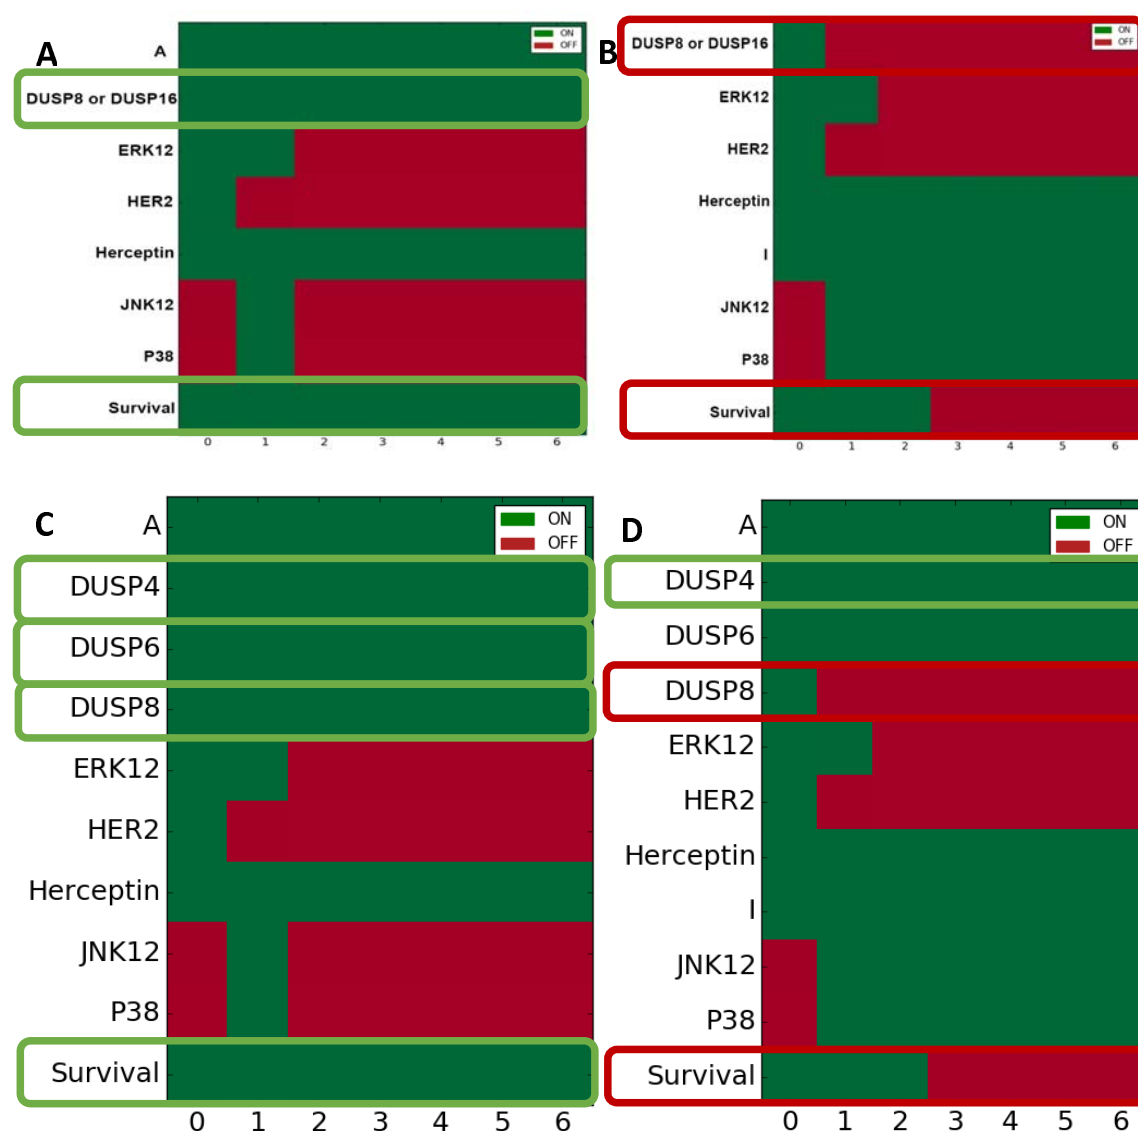 A
A
ON
OFF
DUSP8 or DUSP16
ERK12
HER2
Herceptin
JNK12
P38
Survival
0 1 2 3 4 5 6
B
DUSP8 or DUSP16
ON
OFF
ERK12
HER2
Herceptin
I
JNK12
P38
Survival
0 1 2 3 4 5 6
C
A
ON
OFF
DUSP4
DUSP6
DUSP8
ERK12
HER2
Herceptin
JNK12
P38
Survival
0 1 2 3 4 5 6
D
A
ON
OFF
DUSP4
DUSP6
DUSP8
ERK12
HER2
Herceptin
I
JNK12
P38
Survival
0 1 2 3 4 5 6